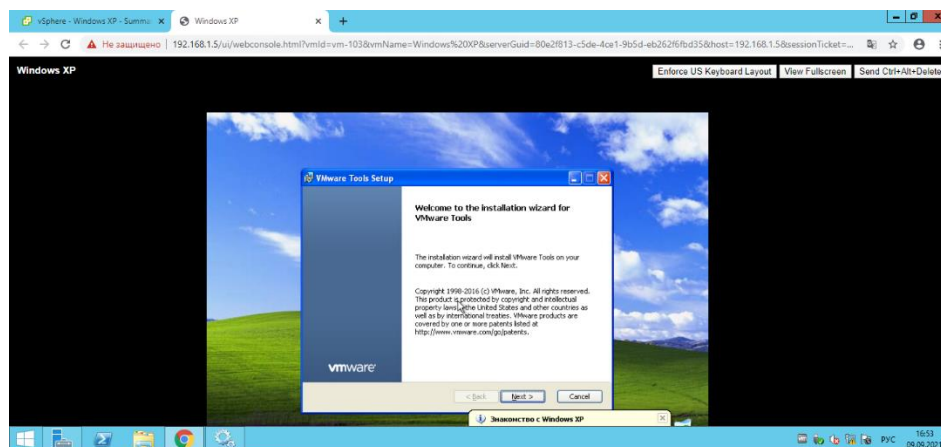 vSphere - Windows XP - Summa
Windows XP
Не защищено | 192.168.1.5/ui/webconsole.html?vmId=vm-103&vmName=Windows%20XP&serverGuid=80e2f813-c5de-4ce1-9b5d-eb262f6fbd35&host=192.168.1.5&sessionTicket=...
Windows XP
Enforce US Keyboard Layout
View Fullscreen
Send Ctrl+Alt+Delete
VMware Tools Setup
Welcome to the installation wizard for
VMware Tools
The installation wizard will install VMware Tools on your
computer. To continue, click Next.
Copyright 1998-2016 (c) VMware, Inc. All rights reserved.
This product is protected by copyright and intellectual
property laws in the United States and other countries as
well as by international treaties. VMware products are
covered by one or more patents listed at
http://www.vmware.com/go/patents.
vmware
< Back
Next >
Cancel
Знакомство с Windows XP
РУС
16:53
09.09.2021